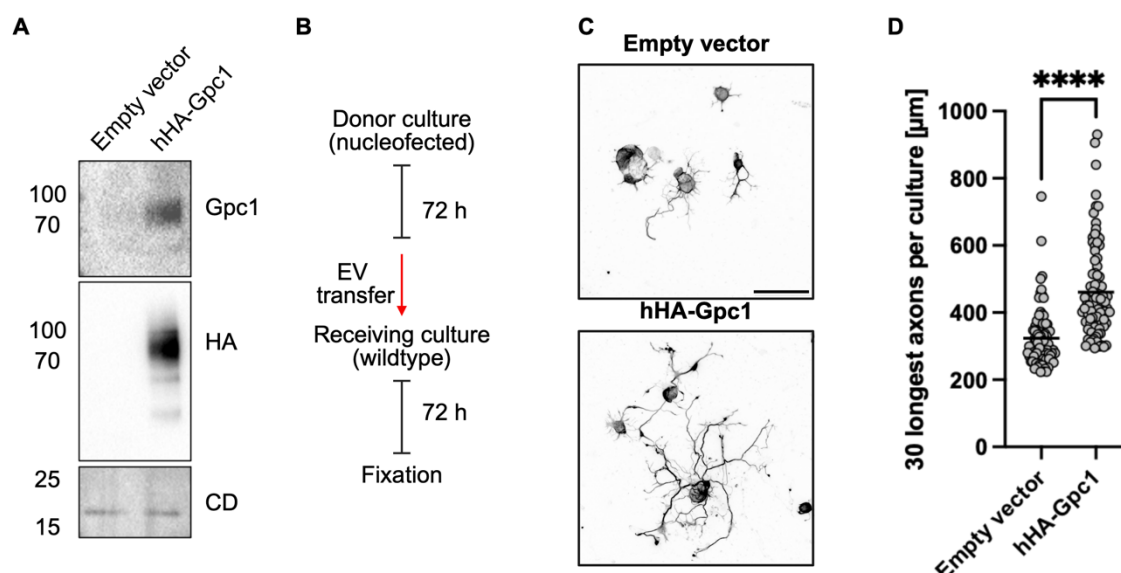 A
Empty vector
hHA-Gpc1
100
70
Gpc1
100
70
HA
25
15
CD
B
Donor culture
(nucleofected)
72 h
EV
transfer
Receiving culture
(wildtype)
72 h
Fixation
C
Empty vector
hHA-Gpc1
D
****
30 longest axons per culture [µm]
1000
800
600
400
200
0
Empty vector
hHA-Gpc1